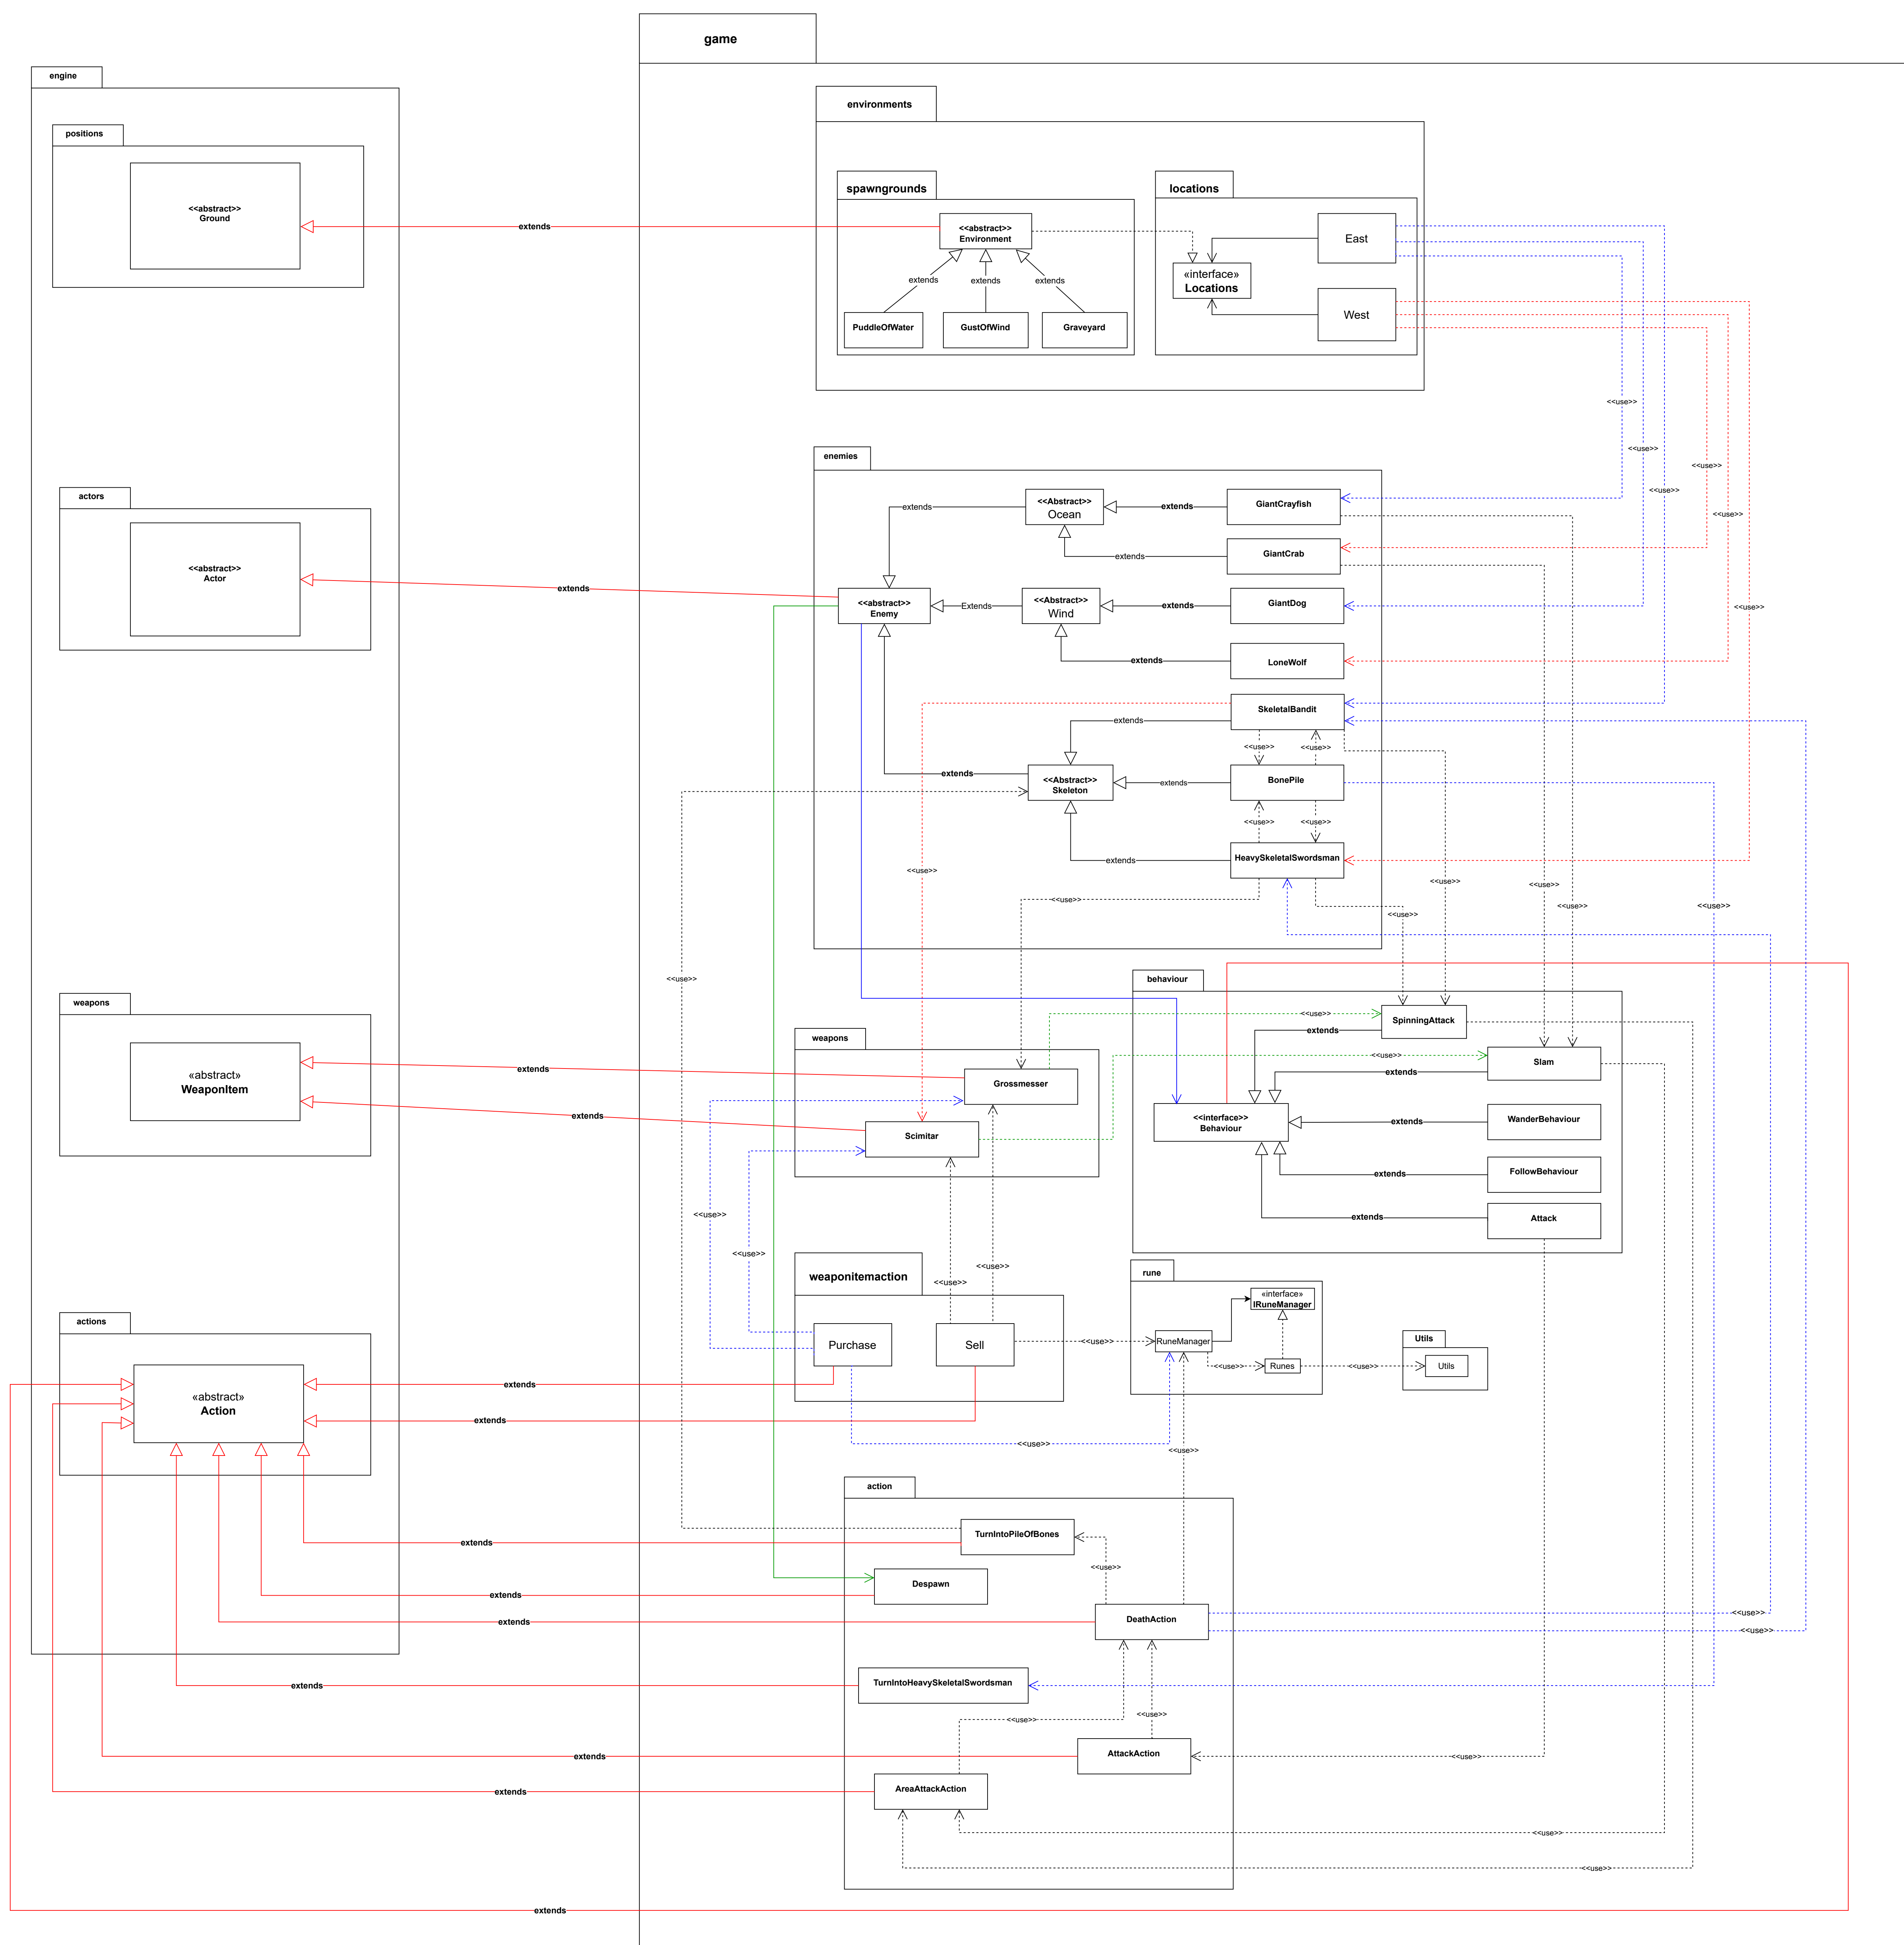 game
engine
environments
positions
<<abstract>>
Ground
extends
spawngrounds
<<abstract>>
Environment
extends
extends
extends
PuddleOfWater
GustOfWind
Graveyard
locations
East
«interface»
Locations
West
<<use>>
<<use>>
<<use>>
<<use>>
<<use>>
<<use>>
enemies
actors
<<abstract>>
Actor
extends
<<Abstract>>
Ocean
extends
extends
GiantCrayfish
extends
GiantCrab
<<abstract>>
Enemy
Extends
<<Abstract>>
Wind
extends
GiantDog
extends
LoneWolf
SkeletalBandit
extends
<<use>>
<<use>>
extends
<<Abstract>>
Skeleton
extends
BonePile
<<use>>
<<use>>
extends
HeavySkeletalSwordsman
<<use>>
<<use>>
<<use>>
<<use>>
<<use>>
<<use>>
<<use>>
<<use>>
behaviour
weapons
«abstract»
WeaponItem
extends
extends
weapons
Grossmesser
Scimitar
<<use>>
<<use>>
SpinningAttack
extends
Slam
extends
<<interface>>
Behaviour
extends
WanderBehaviour
extends
FollowBehaviour
extends
Attack
<<use>>
<<use>>
<<use>>
<<use>>
weaponitemaction
Purchase
Sell
<<use>>
rune
«interface»
IRuneManager
RuneManager
<<use>>
Runes
<<use>>
Utils
Utils
actions
«abstract»
Action
extends
extends
<<use>>
<<use>>
action
TurnIntoPileOfBones
extends
<<use>>
Despawn
extends
DeathAction
extends
<<use>>
<<use>>
TurnIntoHeavySkeletalSwordsman
extends
<<use>>
<<use>>
AttackAction
extends
<<use>>
AreaAttackAction
extends
<<use>>
<<use>>
extends